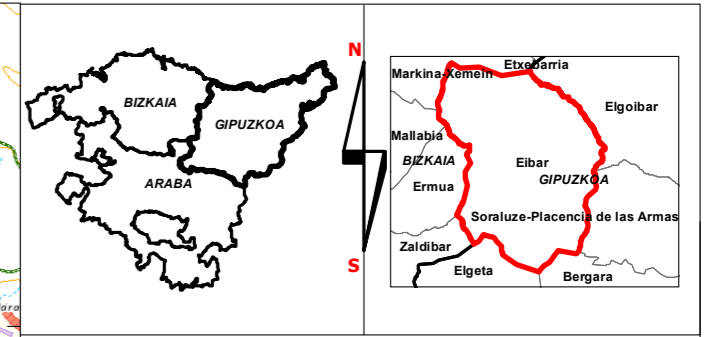 BIZKAIA
GIPUZKOA
ARABA
N
S
Etxebarria
Markina-Xemein
Elgoibar
Mallabia
BIZKAIA
Eibar
GIPUZKOA
Ermua
Soraluze-Placencia de las Armas
Zaldibar
Elgeta
Bergara